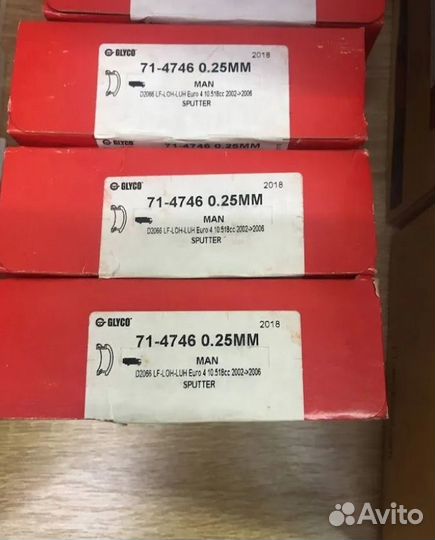 GLYCO 2018
71-4746 0.25MM
MAN
D2066 LF-LOH-LUH Euro 4 10.518cc 2002->2006
SPUTTER
71-4746 0.25MM
GLYCO 2018
71-4746 0.25MM
MAN
D2066 LF-LOH-LUH Euro 4 10.518cc 2002->2006
SPUTTER
GLYCO 2018
71-4746 0.25MM
MAN
D2066 LF-LOH-LUH Euro 4 10.518cc 2002->2006
SPUTTER
Avito